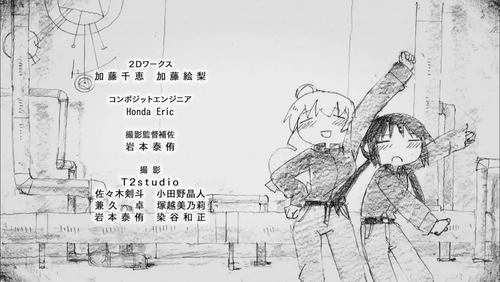 2Dワークス
加藤千恵 加藤絵梨
コンポジットエンジニア
Honda Eric
撮影監督補佐
岩本泰侑
撮 影
T2studio
佐々木剣斗 小田野晶人
兼久 卓 塚越美乃莉
岩本泰侑 染谷和正